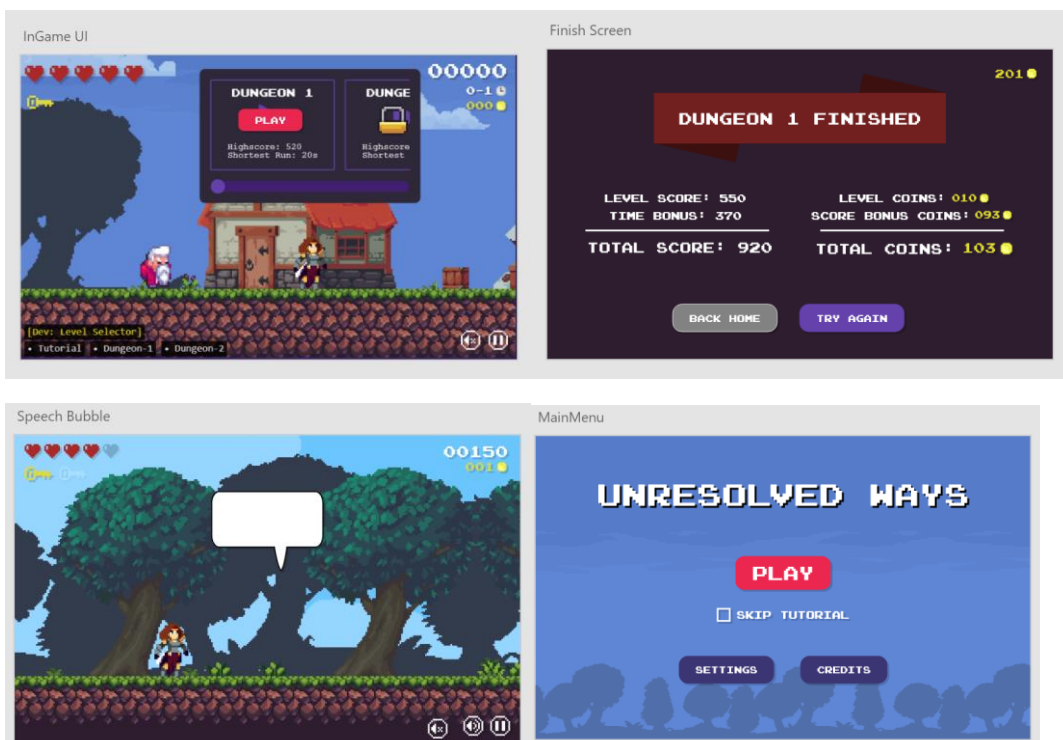 InGame UI
00000
0-1
000
DUNGEON 1
PLAY
Highscore: 520
Shortest Run: 20s
DUNGE
Highscore
Shortest
[Dev: Level Selector]
• Tutorial • Dungeon-1 • Dungeon-2
Finish Screen
201
DUNGEON 1 FINISHED
LEVEL SCORE: 550
TIME BONUS: 370
TOTAL SCORE: 920
LEVEL COINS: 010
SCORE BONUS COINS: 093
TOTAL COINS: 103
BACK HOME
TRY AGAIN
Speech Bubble
00150
001
MainMenu
UNRESOLVED WAYS
PLAY
SKIP TUTORIAL
SETTINGS
CREDITS